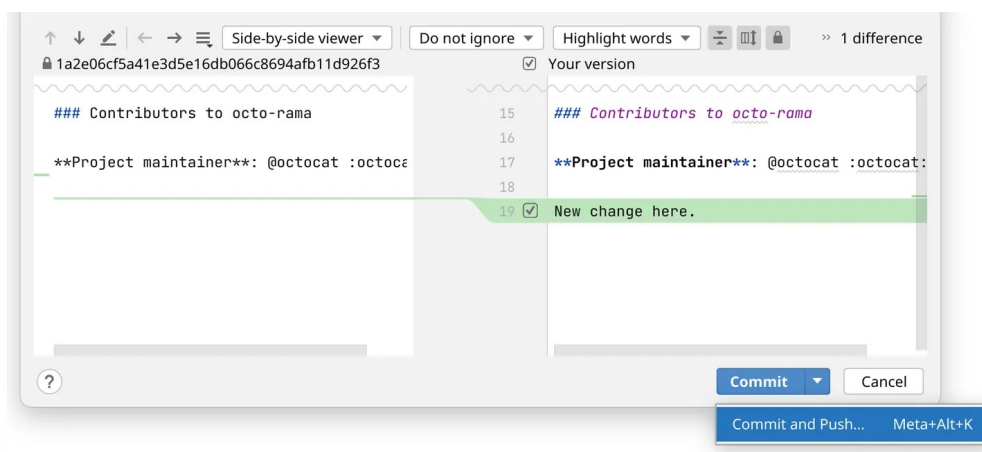 Side-by-side viewer Do not ignore Highlight words >> 1 difference
1a2e06cf5a41e3d5e16db066c8694afb11d926f3 Your version
### Contributors to octo-rama 15 ### Contributors to octo-rama
16
**Project maintainer**: @octocat :octoca 17 **Project maintainer**: @octocat :octocat:
18
19 New change here.
? Commit Cancel
Commit and Push... Meta+Alt+K